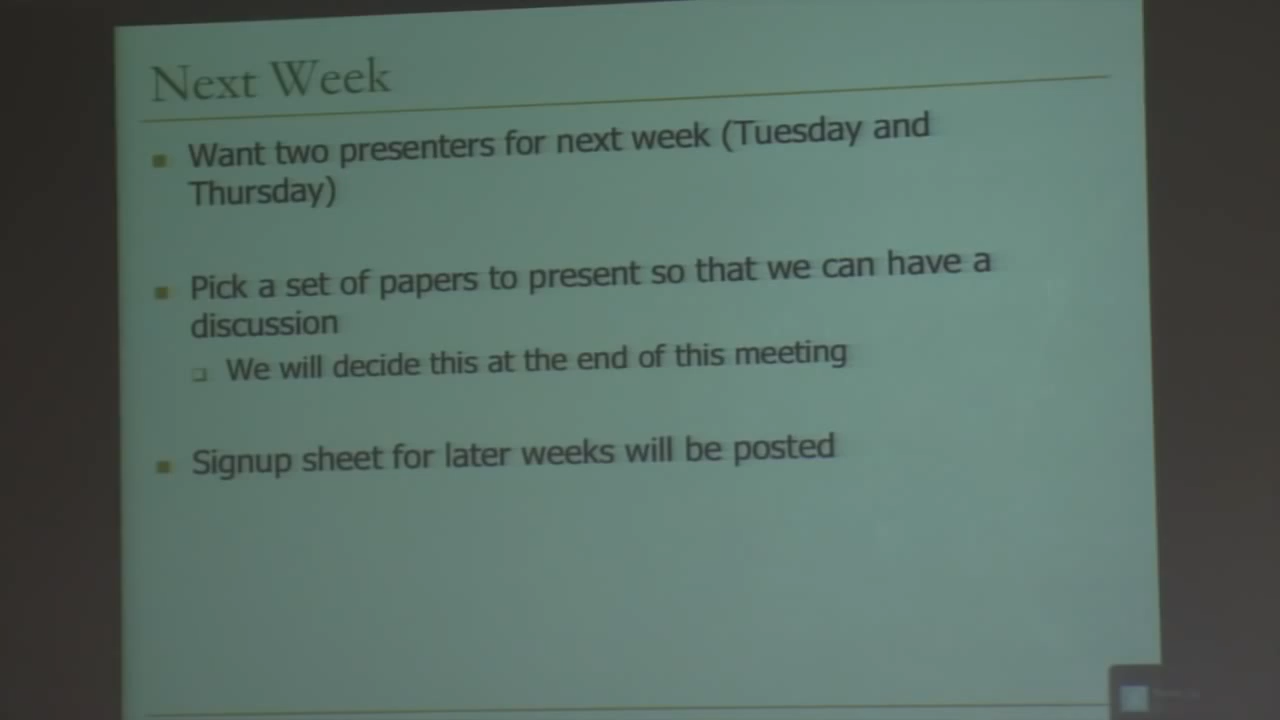 Next Week
Want two presenters for next week (Tuesday and
Thursday)
Pick a set of papers to present so that we can have a
discussion
We will decide this at the end of this meeting
Signup sheet for later weeks will be posted